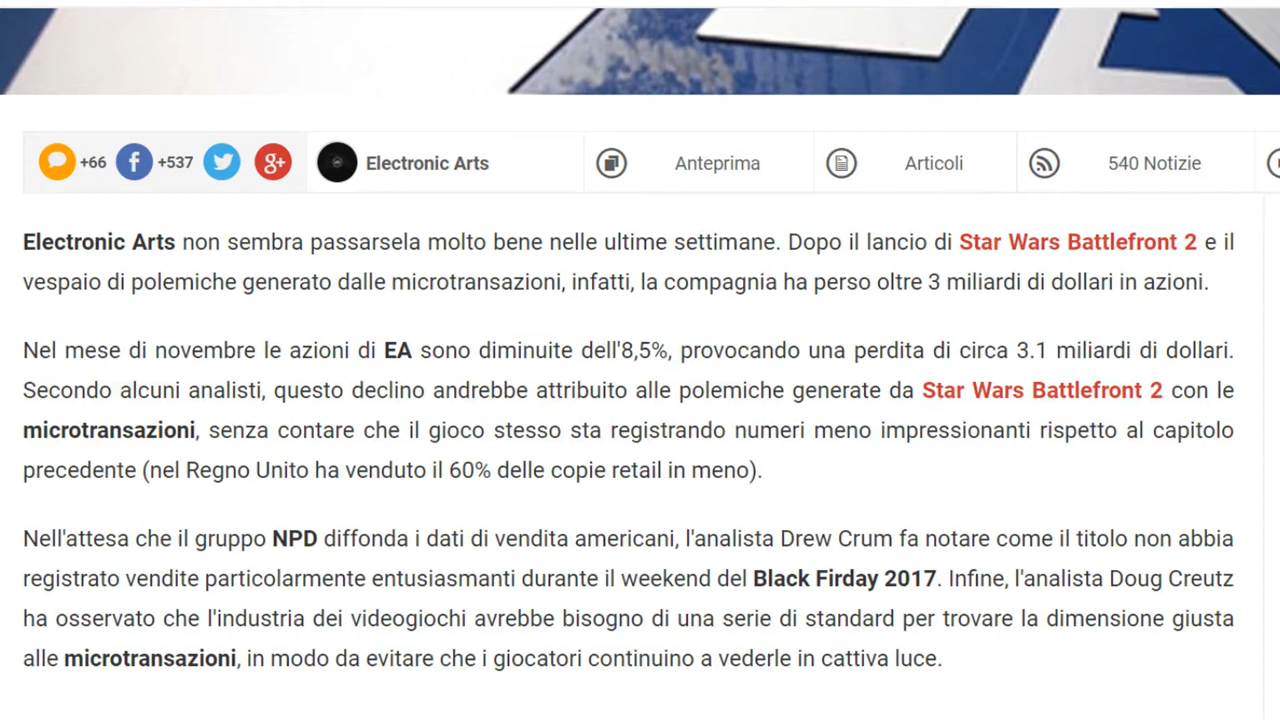 +66 +537 g+ Electronic Arts Anteprima Articoli 540 Notizie
Electronic Arts non sembra passarsela molto bene nelle ultime settimane. Dopo il lancio di Star Wars Battlefront 2 e il
vespaio di polemiche generato dalle microtransazioni, infatti, la compagnia ha perso oltre 3 miliardi di dollari in azioni.
Nel mese di novembre le azioni di EA sono diminuite dell'8,5%, provocando una perdita di circa 3.1 miliardi di dollari.
Secondo alcuni analisti, questo declino andrebbe attribuito alle polemiche generate da Star Wars Battlefront 2 con le
microtransazioni, senza contare che il gioco stesso sta registrando numeri meno impressionanti rispetto al capitolo
precedente (nel Regno Unito ha venduto il 60% delle copie retail in meno).
Nell'attesa che il gruppo NPD diffonda i dati di vendita americani, l'analista Drew Crum fa notare come il titolo non abbia
registrato vendite particolarmente entusiasmanti durante il weekend del Black Firday 2017. Infine, l'analista Doug Creutz
ha osservato che l'industria dei videogiochi avrebbe bisogno di una serie di standard per trovare la dimensione giusta
alle microtransazioni, in modo da evitare che i giocatori continuino a vederle in cattiva luce.